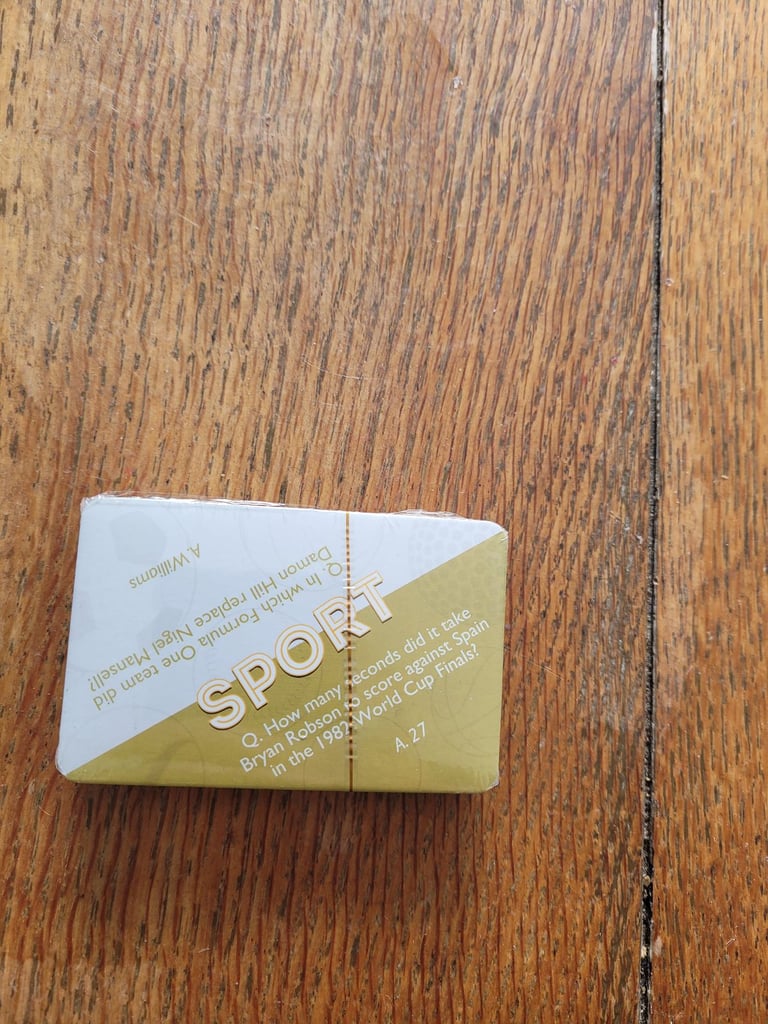 SPORT
Q. How many seconds did it take
Bryan Robson to score against Spain
in the 1982 World Cup Finals?
A. 27
Q. In which Formula One team did
Damon Hill replace Nigel Mansell?
A. Williams